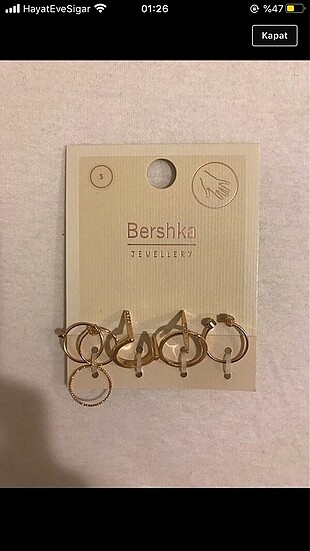 HayatEveSigar 01:26 %47
Kapat
S
Bershka
JEWELLERY